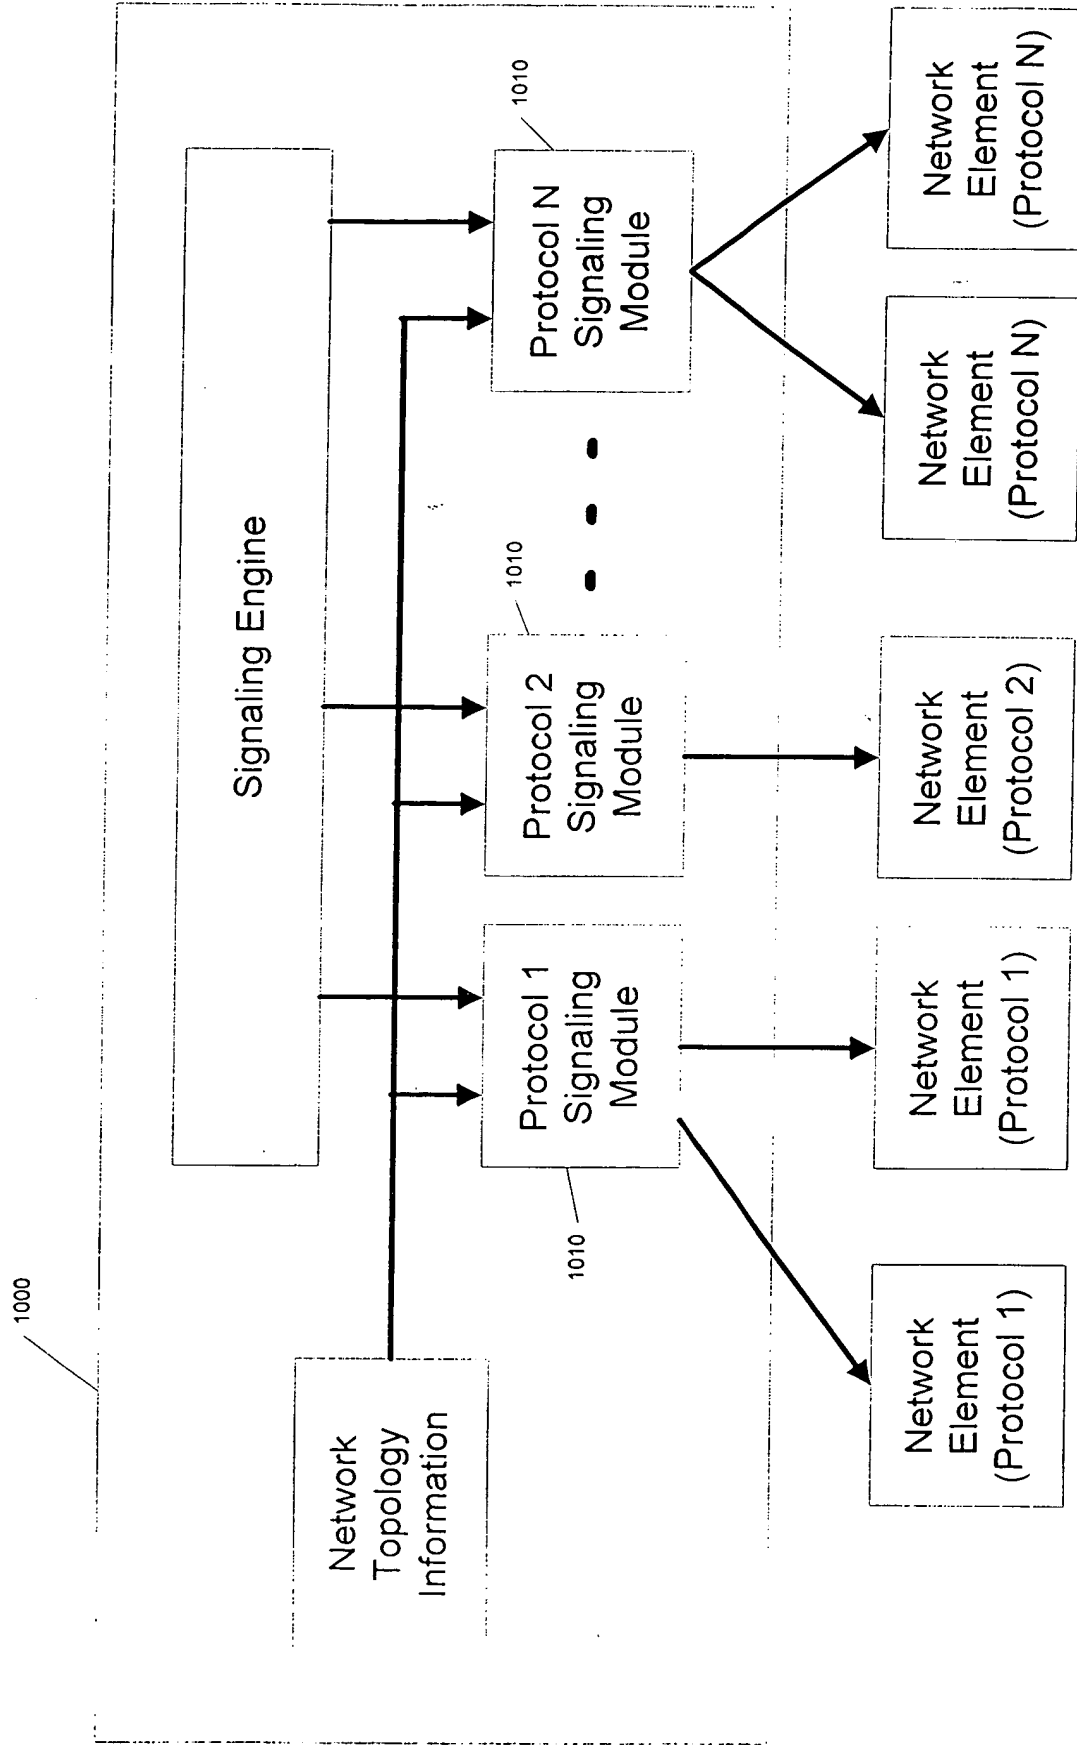 1000
Signaling Engine
Network
Topology
Information
1010
Protocol 1
Signaling
Module
1010
Protocol 2
Signaling
Module
1010
Protocol N
Signaling
Module
Network
Element
(Protocol 1)
Network
Element
(Protocol 1)
Network
Element
(Protocol 2)
Network
Element
(Protocol N)
Network
Element
(Protocol N)